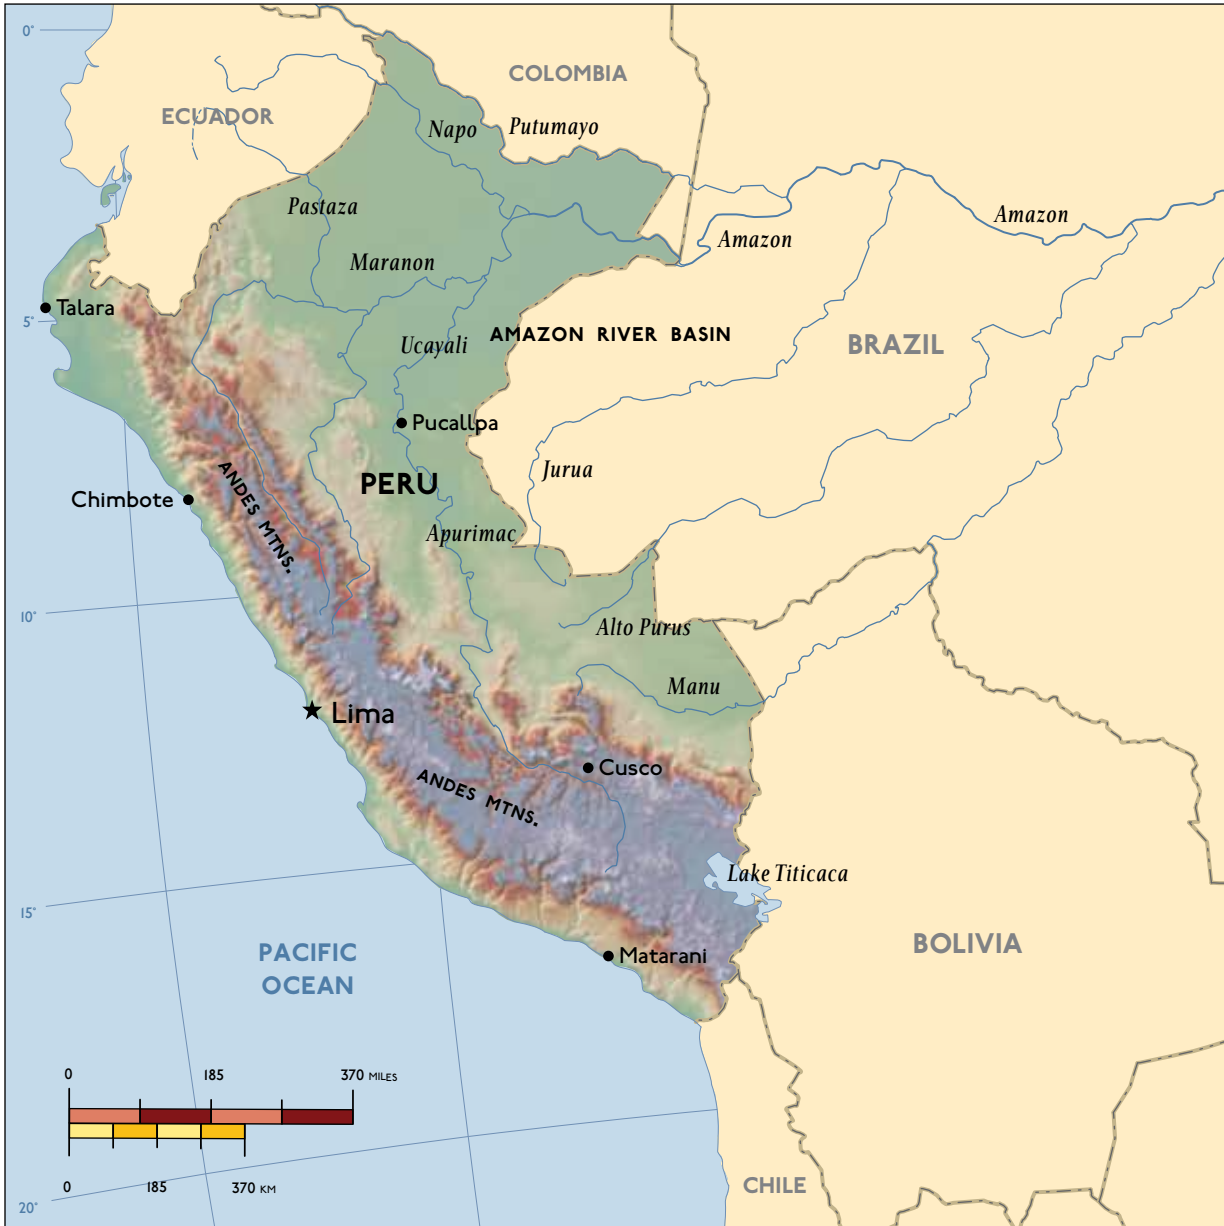 0°
COLOMBIA
ECUADOR
Napo
Putumayo
Pastaza
Amazon
Amazon
Maranon
Talara
5°
Ucayali
AMAZON RIVER BASIN
BRAZIL
Pucallpa
Jurua
PERU
Chimbote
ANDES MTNS.
Apurimac
10°
Alto Purus
Manu
Lima
Cusco
ANDES MTNS.
Lake Titicaca
15°
PACIFIC
OCEAN
Matarani
BOLIVIA
0 185 370 MILES
0 185 370 KM
CHILE
20°